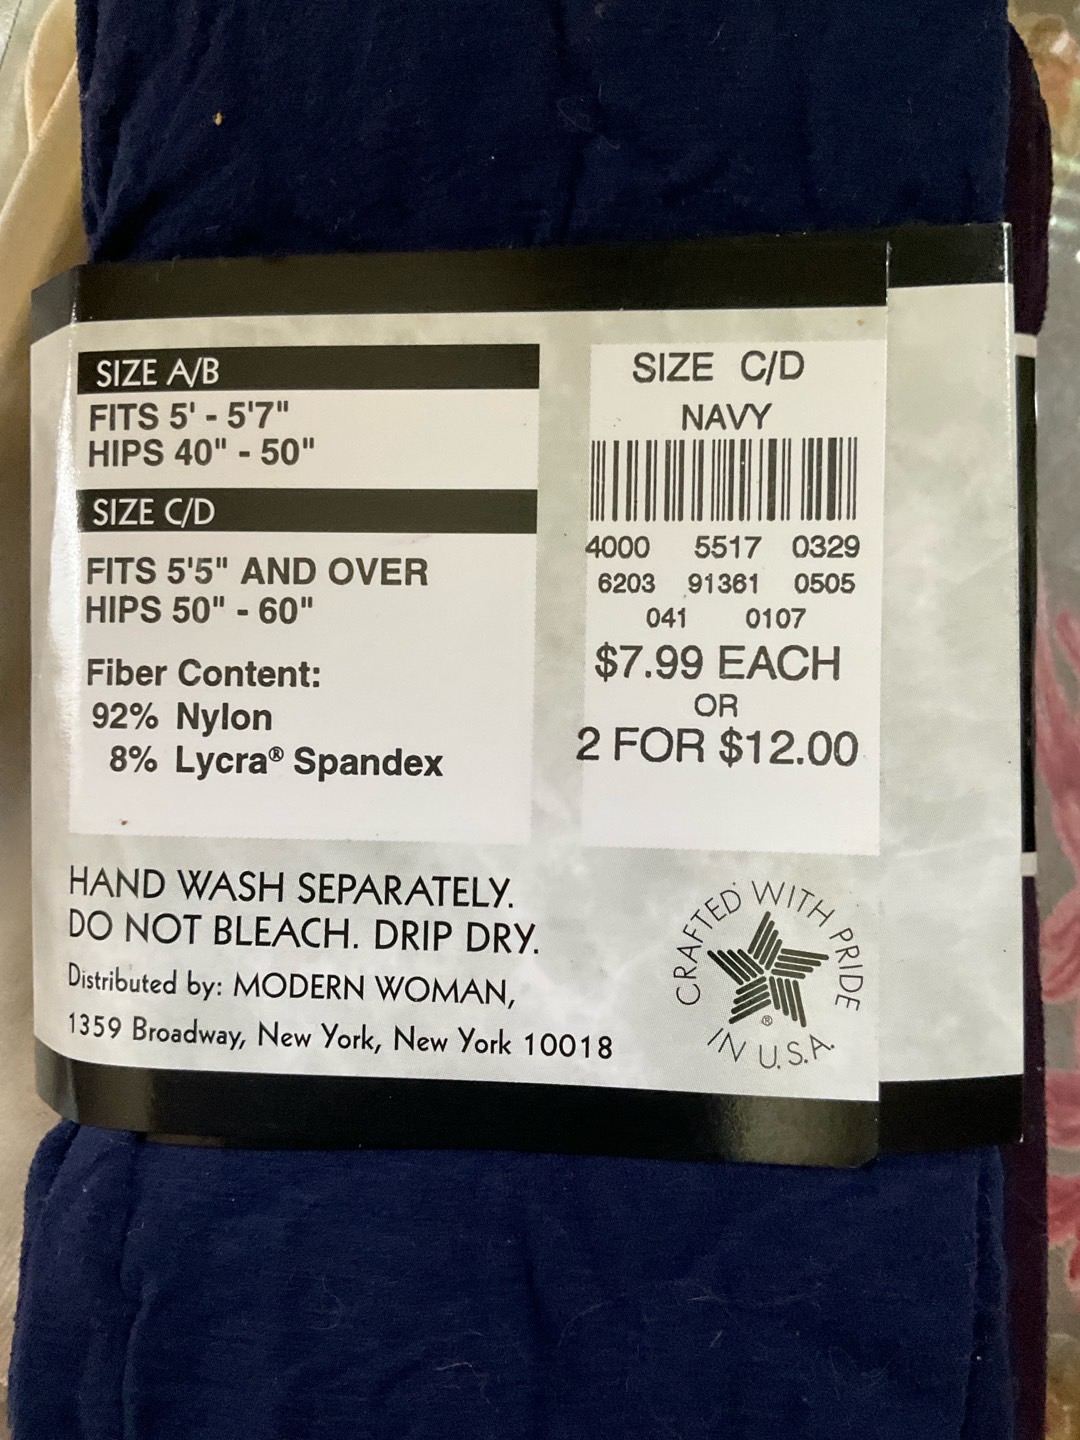 SIZE A/B
FITS 5' - 5'7"
HIPS 40" - 50"
SIZE C/D
FITS 5'5" AND OVER
HIPS 50" - 60"
Fiber Content:
92% Nylon
8% Lycra® Spandex
SIZE C/D
NAVY
4000 5517 0329
6203 91361 0505
041 0107
$7.99 EACH
OR
2 FOR $12.00
HAND WASH SEPARATELY.
DO NOT BLEACH. DRIP DRY.
Distributed by: MODERN WOMAN,
1359 Broadway, New York, New York 10018
CRAFTED WITH PRIDE
®
IN U.S.A.